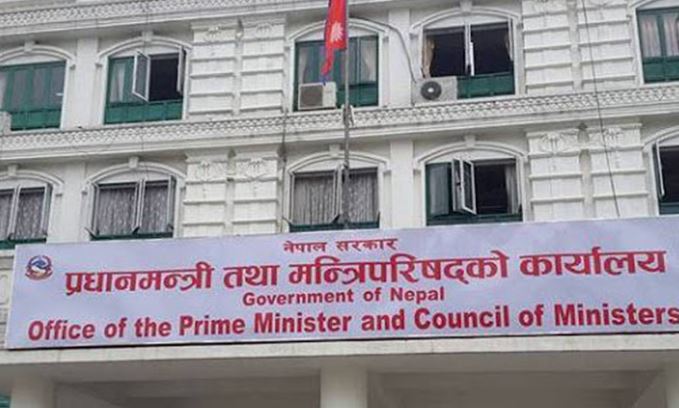 नेपाल सरकार
प्रधानमन्त्री तथा मन्त्रिपरिषद्को कार्यालय
Government of Nepal
Office of the Prime Minister and Council of Ministers